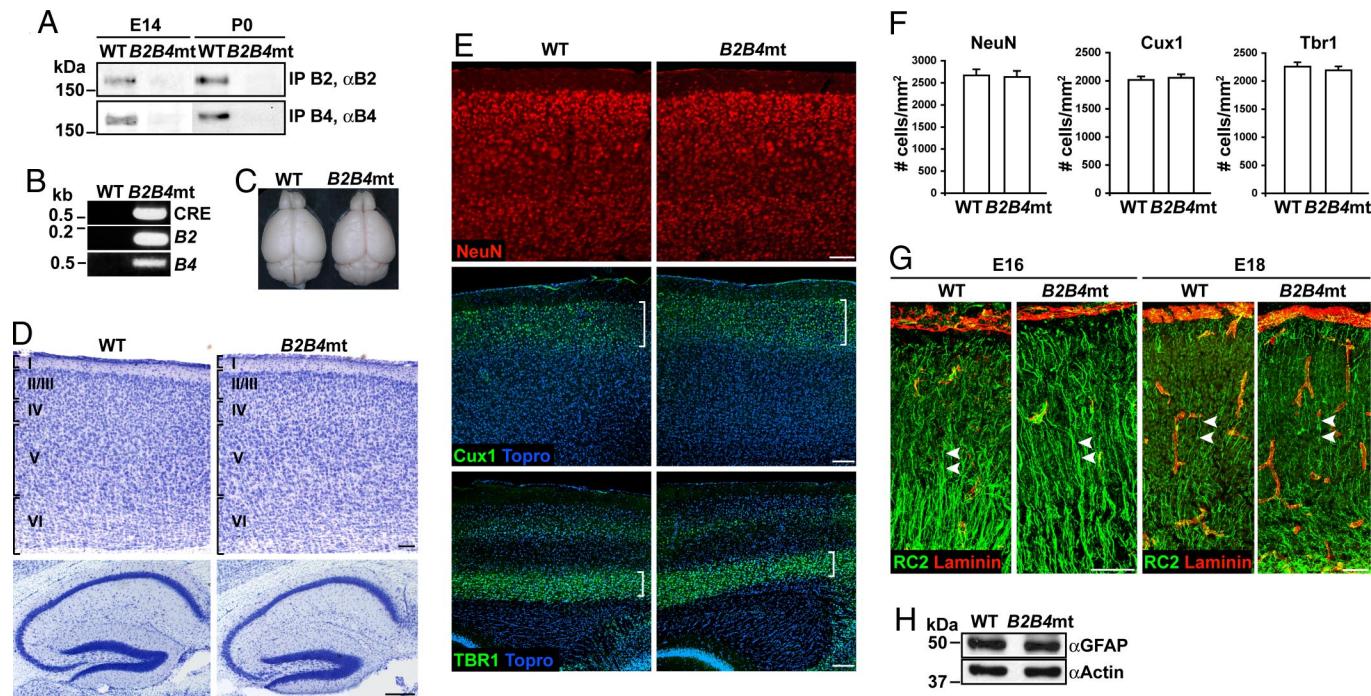 A
E14 P0
WT B2B4mt WT B2B4mt
kDa
150
IP B2, αB2
150
IP B4, αB4
B
kb WT B2B4mt
0.5 CRE
0.2 B2
0.5 B4
C
WT B2B4mt
D
WT B2B4mt
I
II/III
IV
V
VI
I
II/III
IV
V
VI
E
WT B2B4mt
NeuN
Cux1 Topro
TBR1 Topro
F
NeuN
# cells/mm2
3000
2500
2000
1500
1000
500
0
WT B2B4mt
Cux1
# cells/mm2
2500
2000
1500
1000
500
0
WT B2B4mt
Tbr1
# cells/mm2
2500
2000
1500
1000
500
0
WT B2B4mt
G
E16 E18
WT B2B4mt WT B2B4mt
RC2 Laminin
RC2 Laminin
H
kDa WT B2B4mt
50 αGFAP
37 αActin